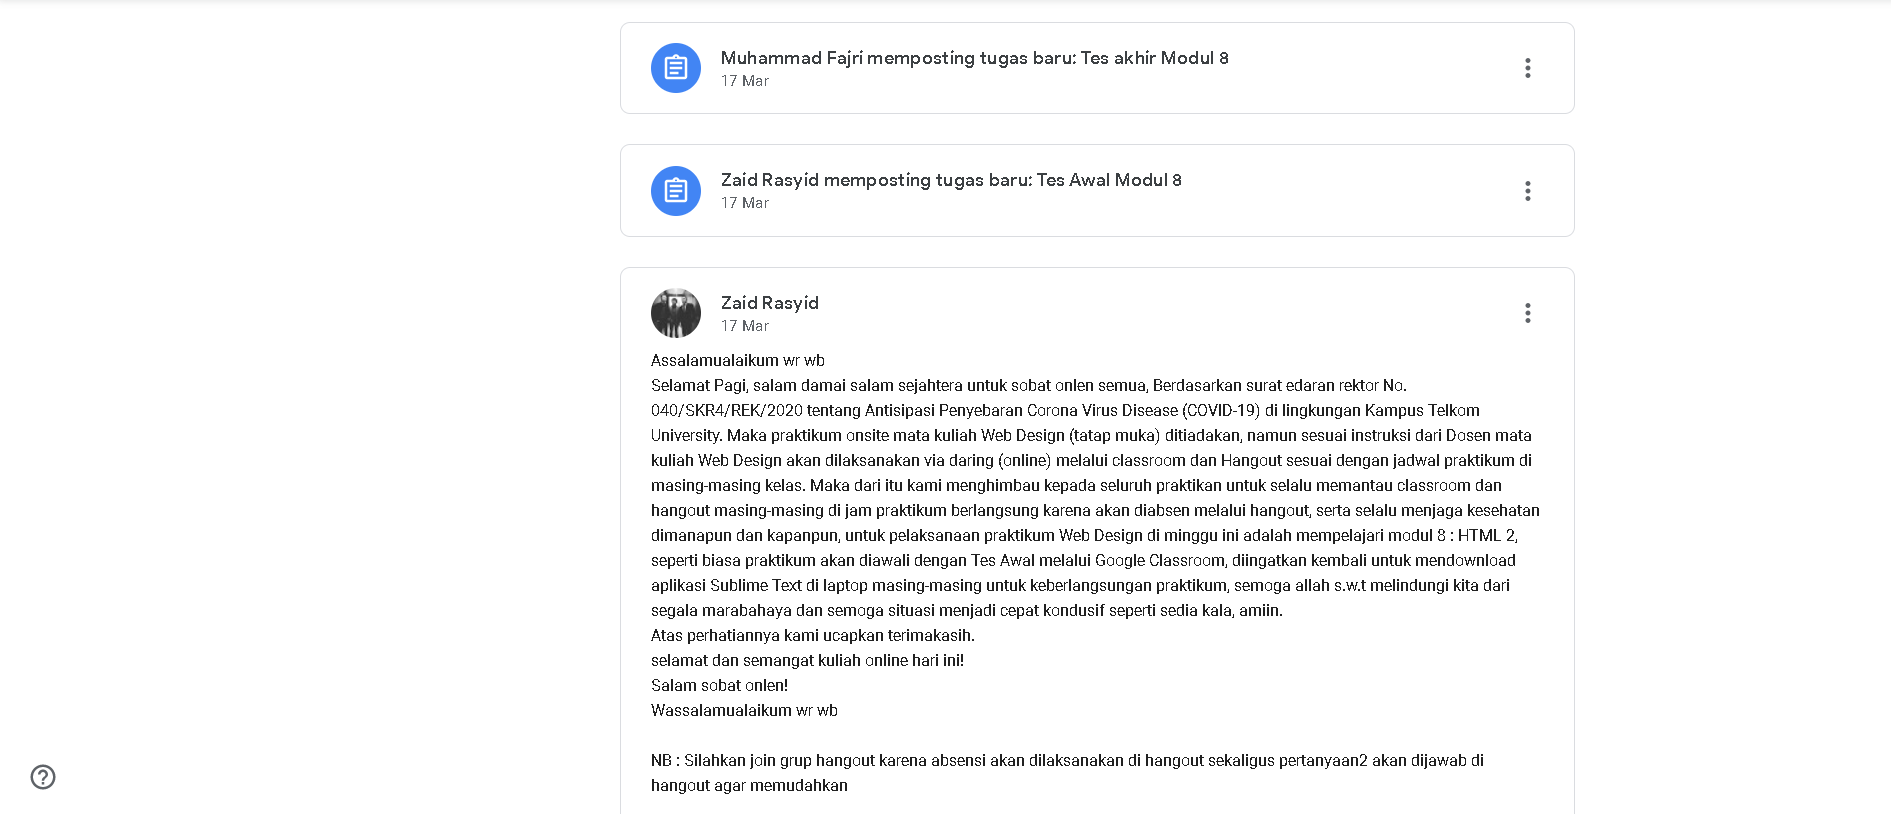 Muhammad Fajri memposting tugas baru: Tes akhir Modul 8
17 Mar
Zaid Rasyid memposting tugas baru: Tes Awal Modul 8
17 Mar
Zaid Rasyid
17 Mar
Assalamualaikum wr wb
Selamat Pagi, salam damai salam sejahtera untuk sobat onlen semua, Berdasarkan surat edaran rektor No.
040/SKR4/REK/2020 tentang Antisipasi Penyebaran Corona Virus Disease (COVID-19) di lingkungan Kampus Telkom
University. Maka praktikum onsite mata kuliah Web Design (tatap muka) ditiadakan, namun sesuai instruksi dari Dosen mata
kuliah Web Design akan dilaksanakan via daring (online) melalui classroom dan Hangout sesuai dengan jadwal praktikum di
masing-masing kelas. Maka dari itu kami menghimbau kepada seluruh praktikan untuk selalu memantau classroom dan
hangout masing-masing di jam praktikum berlangsung karena akan diabsen melalui hangout, serta selalu menjaga kesehatan
dimanapun dan kapanpun, untuk pelaksanaan praktikum Web Design di minggu ini adalah mempelajari modul 8 : HTML 2,
seperti biasa praktikum akan diawali dengan Tes Awal melalui Google Classroom, diingatkan kembali untuk mendownload
aplikasi Sublime Text di laptop masing-masing untuk keberlangsungan praktikum, semoga allah s.w.t melindungi kita dari
segala marabahaya dan semoga situasi menjadi cepat kondusif seperti sedia kala, amiin.
Atas perhatiannya kami ucapkan terimakasih.
selamat dan semangat kuliah online hari ini!
Salam sobat onlen!
Wassalamualaikum wr wb
NB : Silahkan join grup hangout karena absensi akan dilaksanakan di hangout sekaligus pertanyaan2 akan dijawab di
hangout agar memudahkan